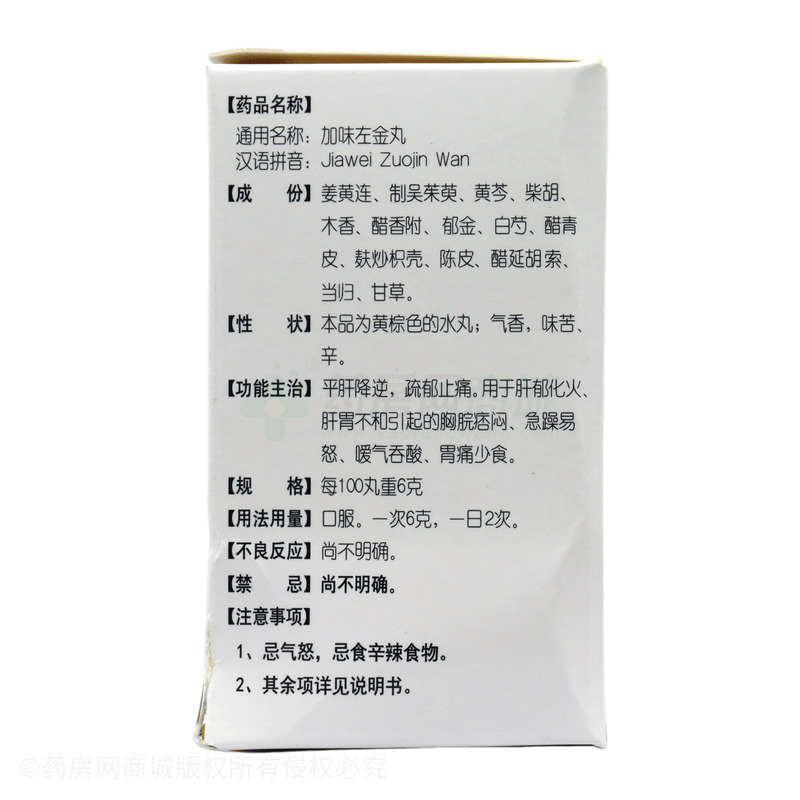 【药品名称】
通用名称：加味左金丸
汉语拼音：Jiawei Zuojin Wan
【成 份】姜黄连、制吴茱萸、黄芩、柴胡、
木香、醋香附、郁金、白芍、醋青
皮、麸炒枳壳、陈皮、醋延胡索、
当归、甘草。
【性 状】本品为黄棕色的水丸；气香，味苦、
辛。
【功能主治】平肝降逆，疏郁止痛。用于肝郁化火、
肝胃不和引起的胸脘痞闷、急躁易
怒、嗳气吞酸、胃痛少食。
【规 格】每100丸重6克
【用法用量】口服。一次6克，一日2次。
【不良反应】尚不明确。
【禁 忌】尚不明确。
【注意事项】
1、忌气怒，忌食辛辣食物。
2、其余项详见说明书。
药房网商城
©药房网商城版权所有侵权必究